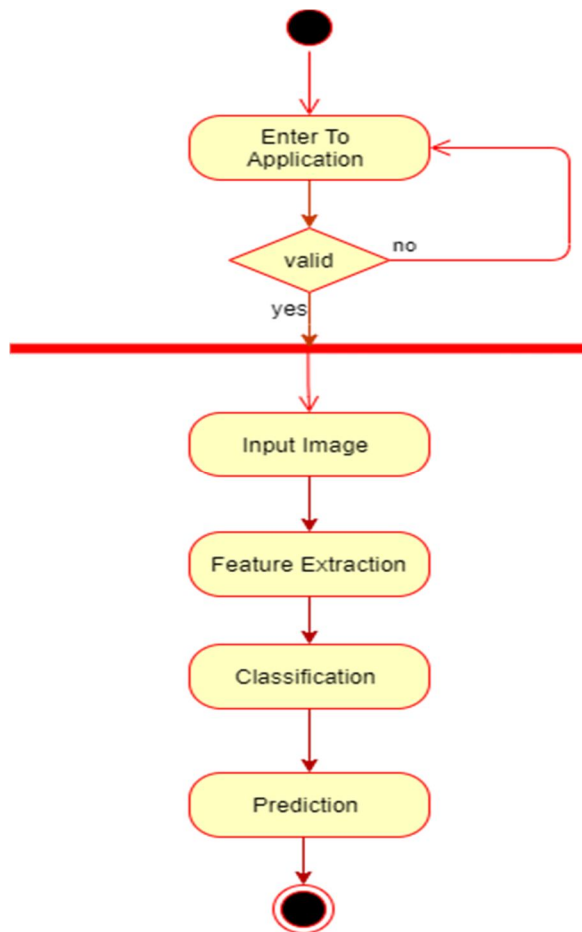 Enter To
Application
valid
no
yes
Input Image
Feature Extraction
Classification
Prediction